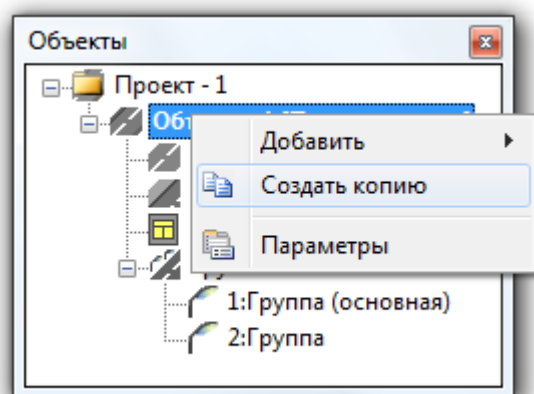 Объекты
Проект - 1
Добавить
Создать копию
Параметры
1:Группа (основная)
2:Группа